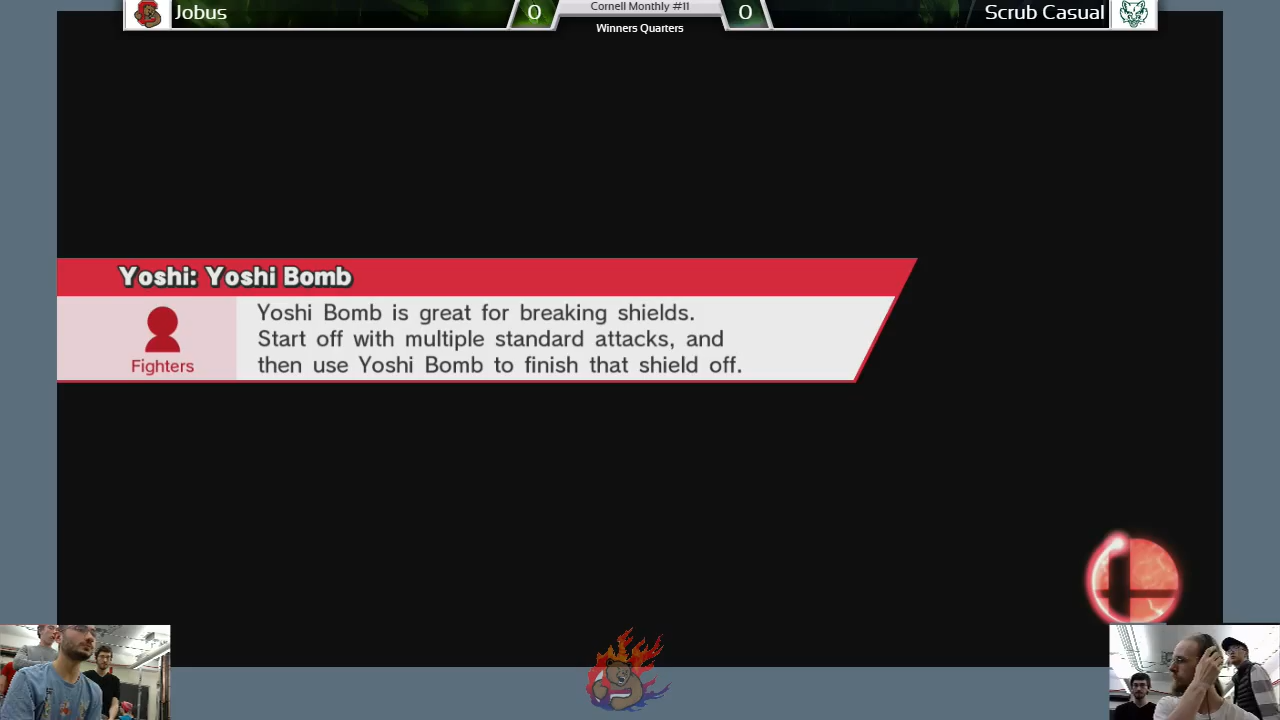 Jobus
0
Cornell Monthly #11
0
Scrub Casual
Winners Quarters
Yoshi: Yoshi Bomb
Yoshi Bomb is great for breaking shields.
Start off with multiple standard attacks, and
then use Yoshi Bomb to finish that shield off.
Fighters